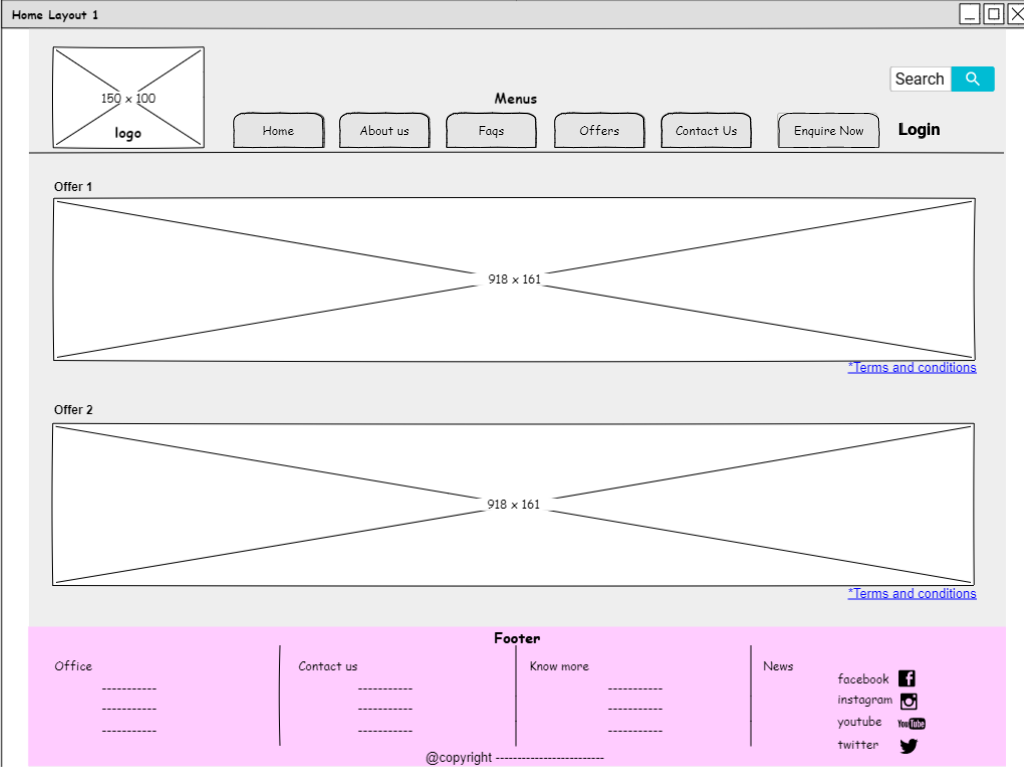 Home Layout 1
150 x 100
logo
Search
Menus
Home
About us
Faqs
Offers
Contact Us
Enquire Now
Login
Offer 1
918 x 161
*Terms and conditions
Offer 2
918 x 161
*Terms and conditions
Footer
Office
-----------
-----------
-----------
Contact us
-----------
-----------
-----------
Know more
-----------
-----------
-----------
News
facebook
instagram
youtube YouTube
twitter
@copyright ------------------------